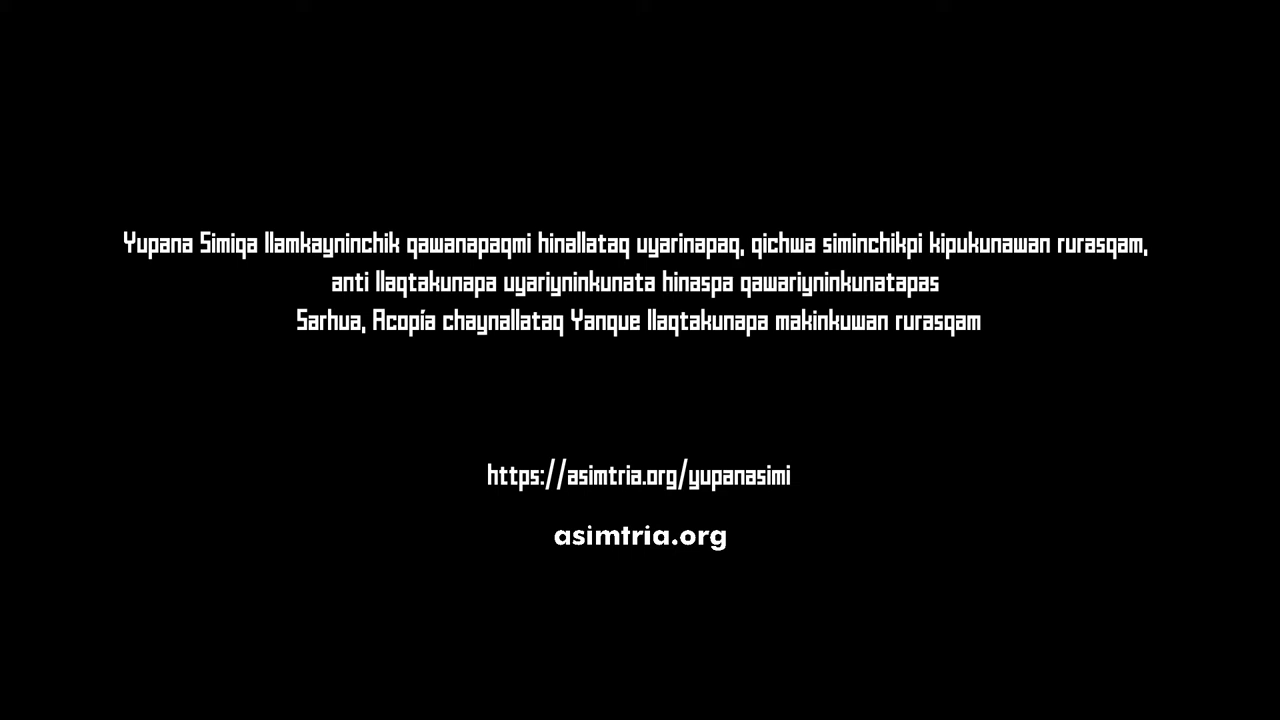 Yupana Simiqa llamkayninchik qawanapaqmi hinallataq uyarinapaq, qichwa siminchikpi kipukunawan rurasqam,
anti llaqtakunapa uyariyninkunata hinaspa qawariyninkunatapas
Sarhua, Acopía chaynallataq Yanque llaqtakunapa makinkuwan rurasqam
https://asimtria.org/yupanasimi
asimtria.org